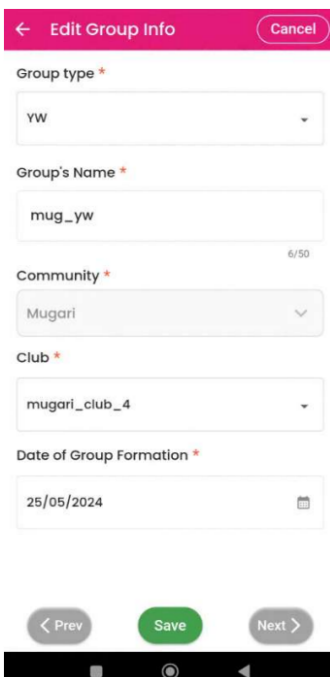 Edit Group Info Cancel
Group type *
YW
Group's Name *
mug_yw
6/50
Community *
Mugari
Club *
mugari_club_4
Date of Group Formation *
25/05/2024
Prev Save Next